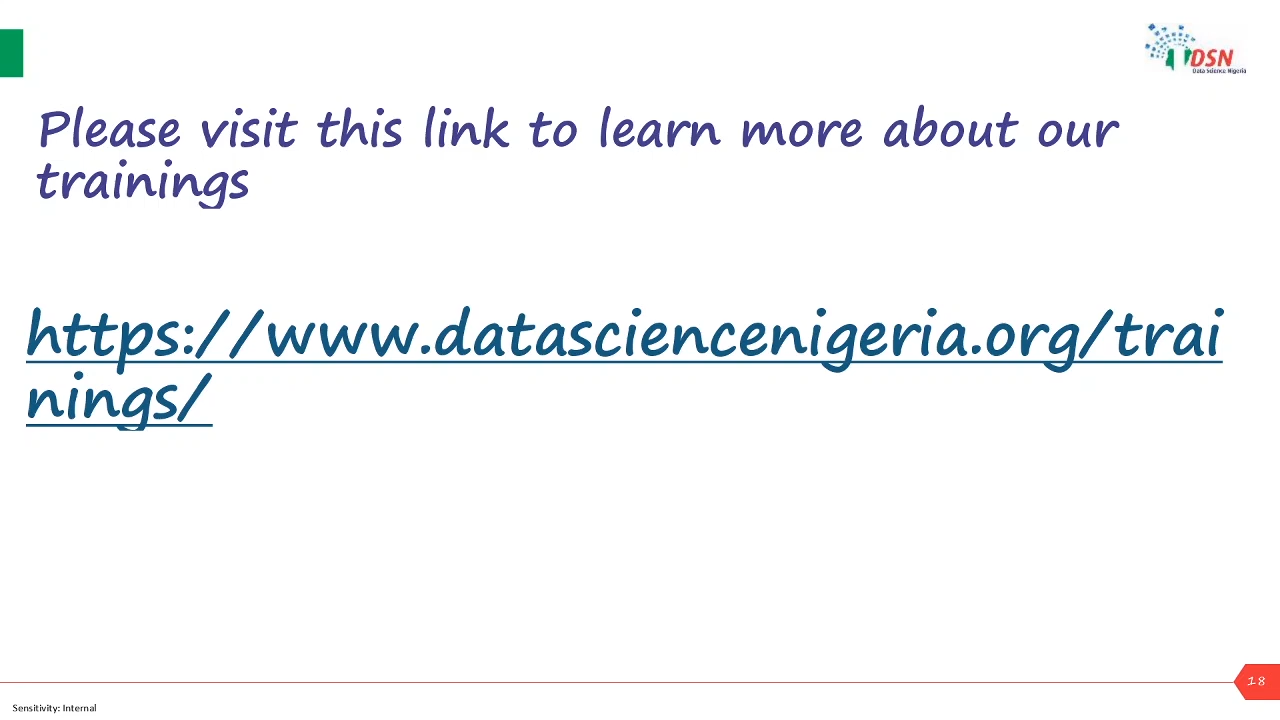 DSN
Data Science Nigeria
Please visit this link to learn more about our
trainings
https://www.datasciencenigeria.org/trai
nings/
18
Sensitivity: Internal